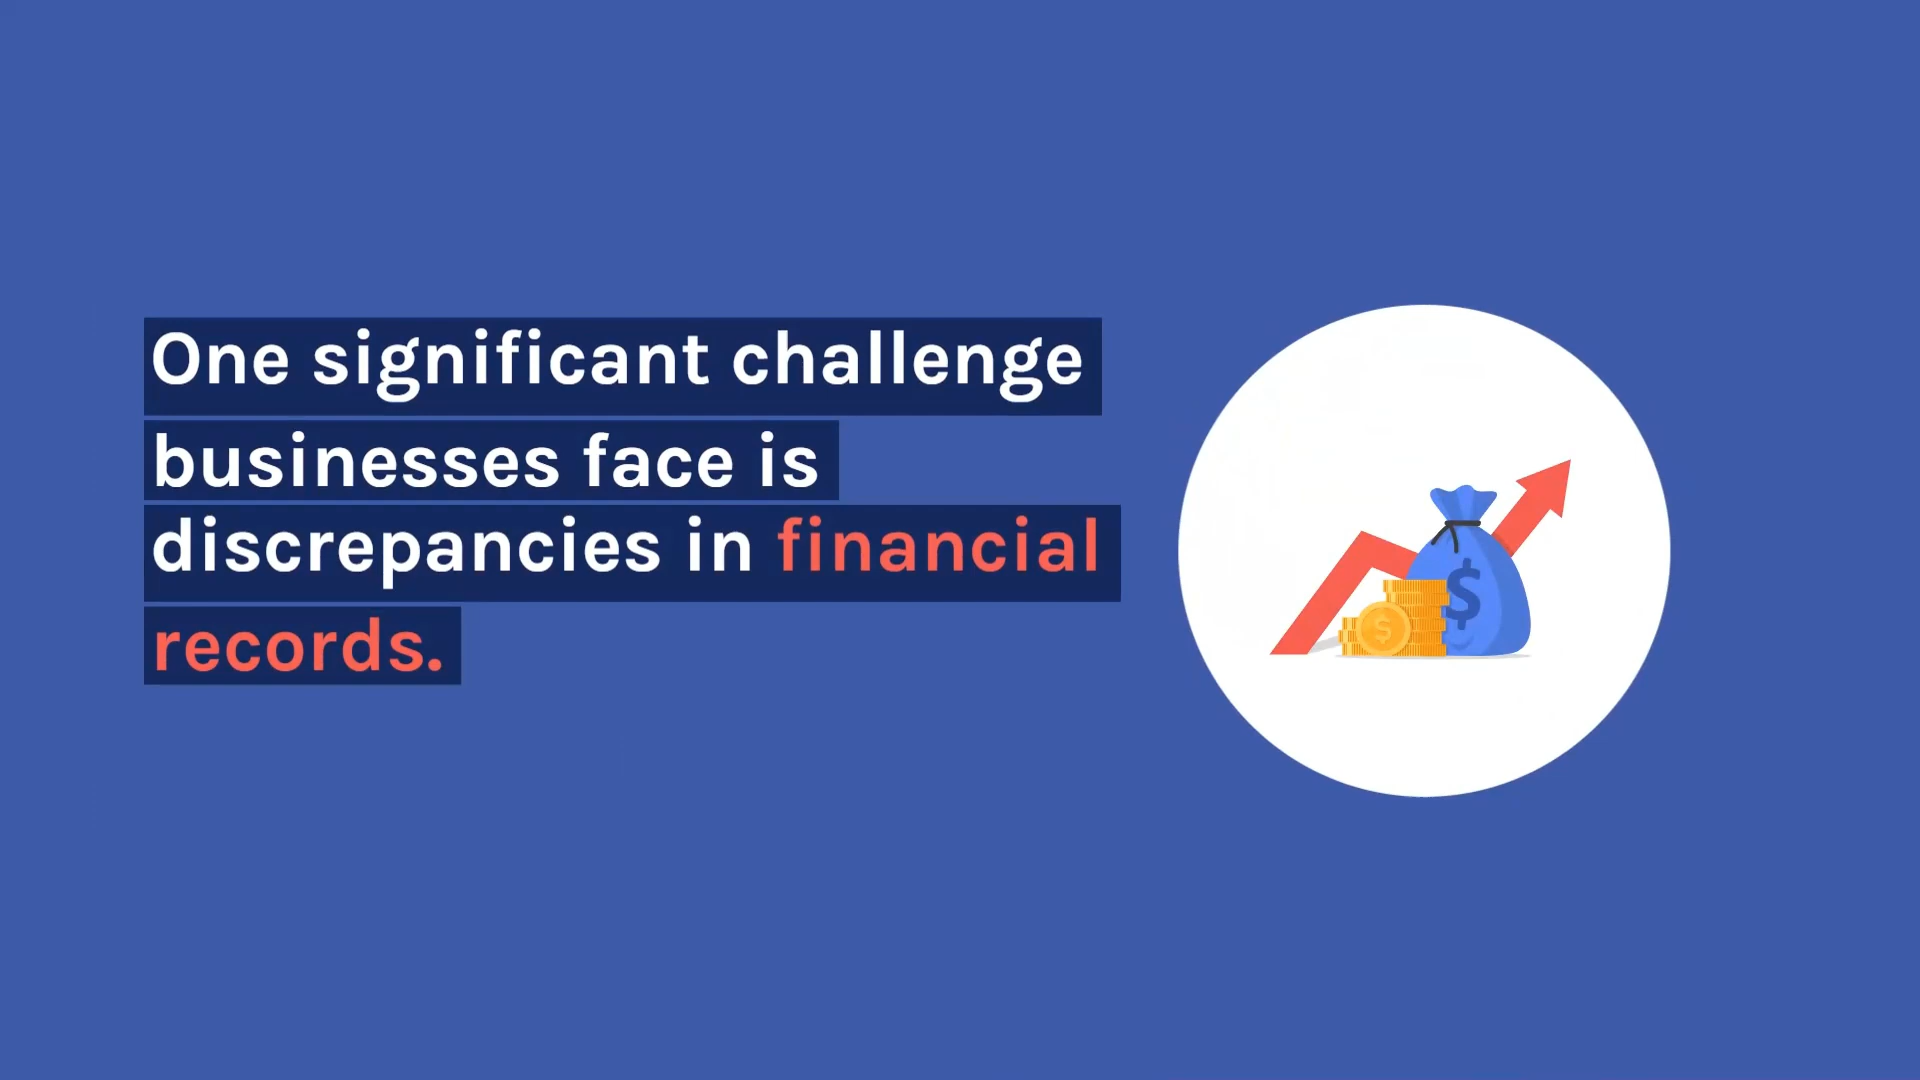 One significant challenge
businesses face is
discrepancies in financial
records.
$
$